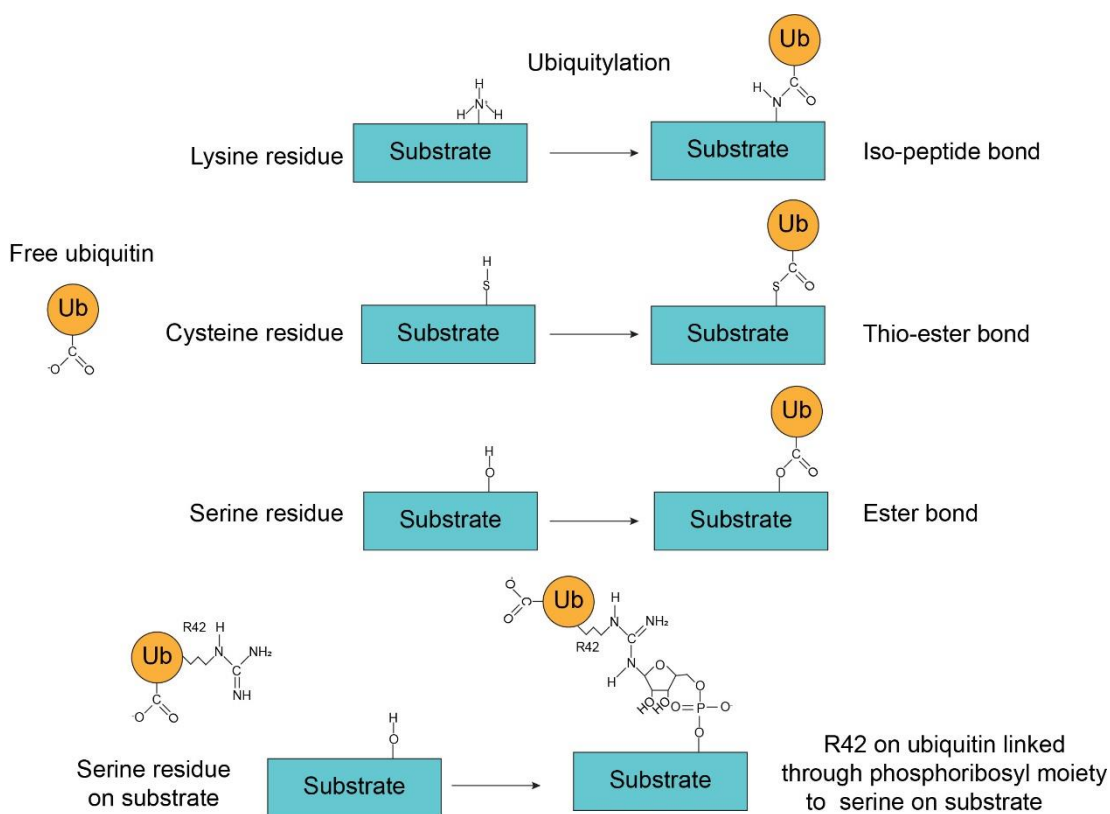 Ubiquitylation
Ub
C
O
H
N
H
N⁺
H
H
Lysine residue
Substrate
Substrate
Iso-peptide bond
Free ubiquitin
Ub
C
⁻O
O
Ub
C
O
S
H
S
Cysteine residue
Substrate
Substrate
Thio-ester bond
Ub
C
O
O
H
O
Serine residue
Substrate
Substrate
Ester bond
Ub
R42
H
N
NH₂
C
NH
C
⁻O
O
O⁻
C
O
Ub
R42
H
N
NH₂
C
N
H
O
H O
H O
O
O=P O⁻
O
H
O
Serine residue
on substrate
Substrate
Substrate
R42 on ubiquitin linked
through phosphoribosyl moiety
to serine on substrate